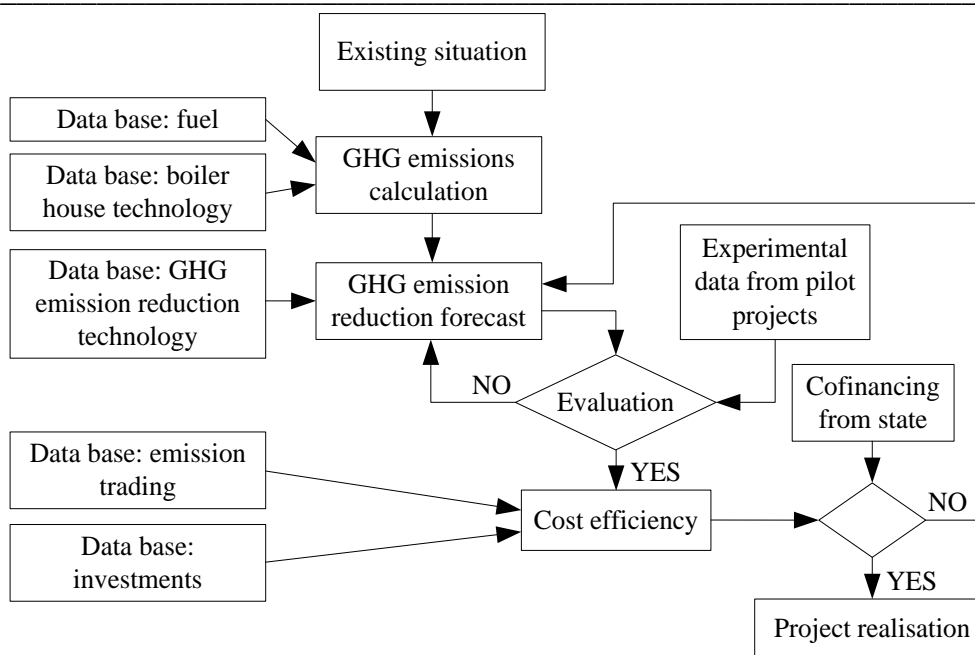 Existing situation
Data base: fuel
GHG emissions
calculation
Data base: boiler
house technology
Experimental
data from pilot
projects
Data base: GHG
emission reduction
technology
GHG emission
reduction forecast
NO
Evaluation
Cofinancing
from state
YES
Data base: emission
trading
Cost efficiency
NO
Data base:
investments
YES
Project realisation